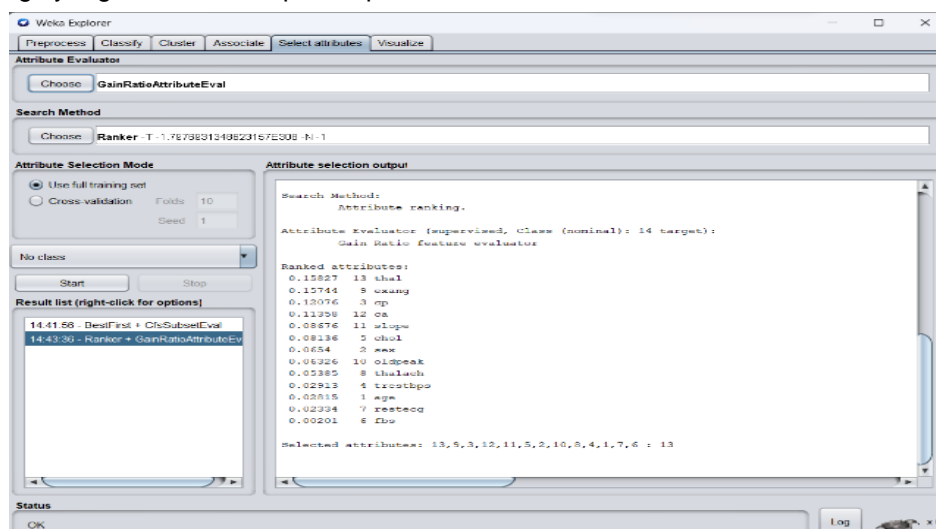 Weka Explorer
Preprocess Classify Cluster Associate Select attributes Visualize
Attribute Evaluator
Choose GainRatioAttributeEval
Search Method
Choose Ranker -T -1.7976931348623157E308 -N -1
Attribute Selection Mode
Use full training set
Cross-validation Folds 10
Seed 1
No class
Start Stop
Result list (right-click for options)
14:41:56 - BestFirst + CfsSubsetEval
14:43:36 - Ranker + GainRatioAttributeEv
Attribute selection output
Search Method:
Attribute ranking.
Attribute Evaluator (supervised, Class (nominal): 14 target):
Gain Ratio feature evaluator
Ranked attributes:
0.15827 13 thal
0.15744 9 exang
0.12076 3 cp
0.11358 12 ca
0.08676 11 slope
0.08136 5 chol
0.0654 2 sex
0.06326 10 oldpeak
0.05385 8 thalach
0.02913 4 trestbps
0.02815 1 age
0.02334 7 restecg
0.00201 6 fbs
Selected attributes: 13,9,3,12,11,5,2,10,8,4,1,7,6 : 13
Status
OK
Log
x